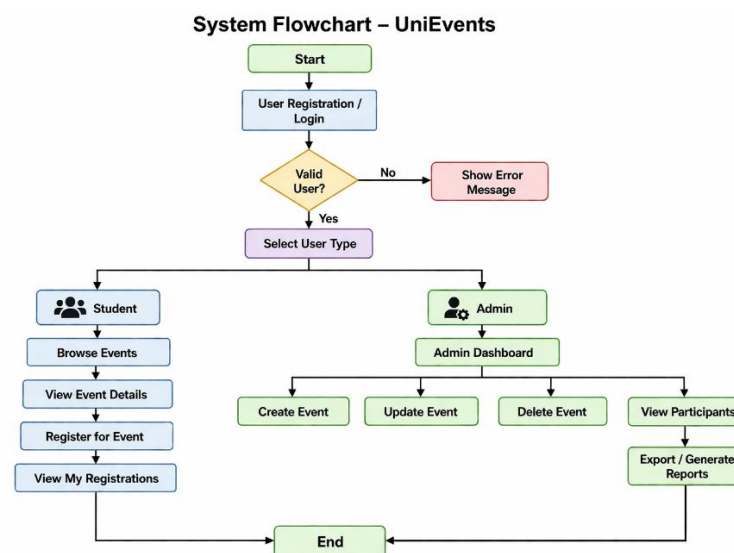 System Flowchart – UniEvents
Start
User Registration /
Login
Valid
User?
No
Show Error
Message
Yes
Select User Type
Student
Admin
Browse Events
Admin Dashboard
View Event Details
Create Event
Update Event
Delete Event
View Participants
Register for Event
View My Registrations
Export / Generate
Reports
End